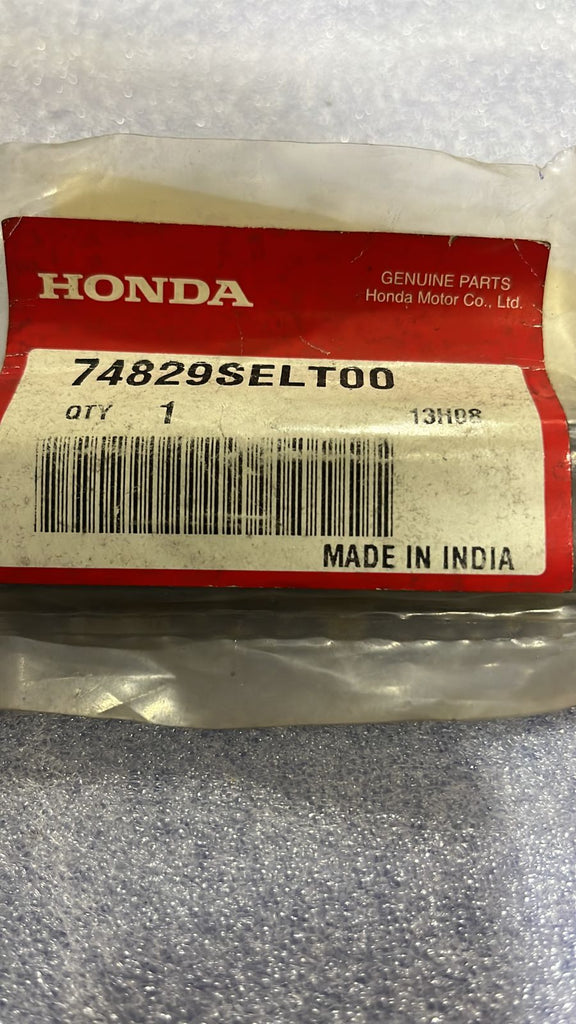 HONDA
GENUINE PARTS
Honda Motor Co., Ltd.
74829SELT00
QTY 1 13H08
MADE IN INDIA